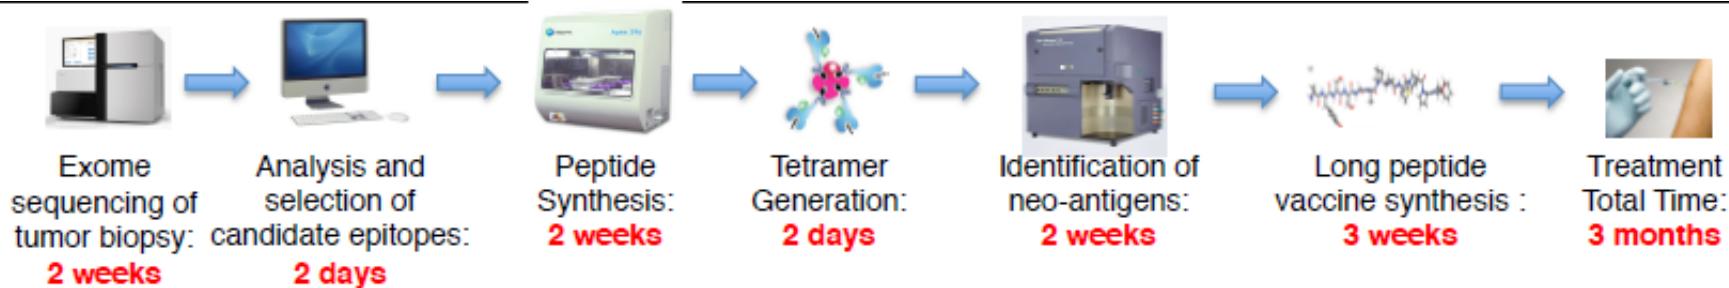 Exome
sequencing of
tumor biopsy:
2 weeks
Analysis and
selection of
candidate epitopes:
2 days
Peptide
Synthesis:
2 weeks
Tetramer
Generation:
2 days
Identification of
neo-antigens:
2 weeks
Long peptide
vaccine synthesis :
3 weeks
Treatment
Total Time:
3 months